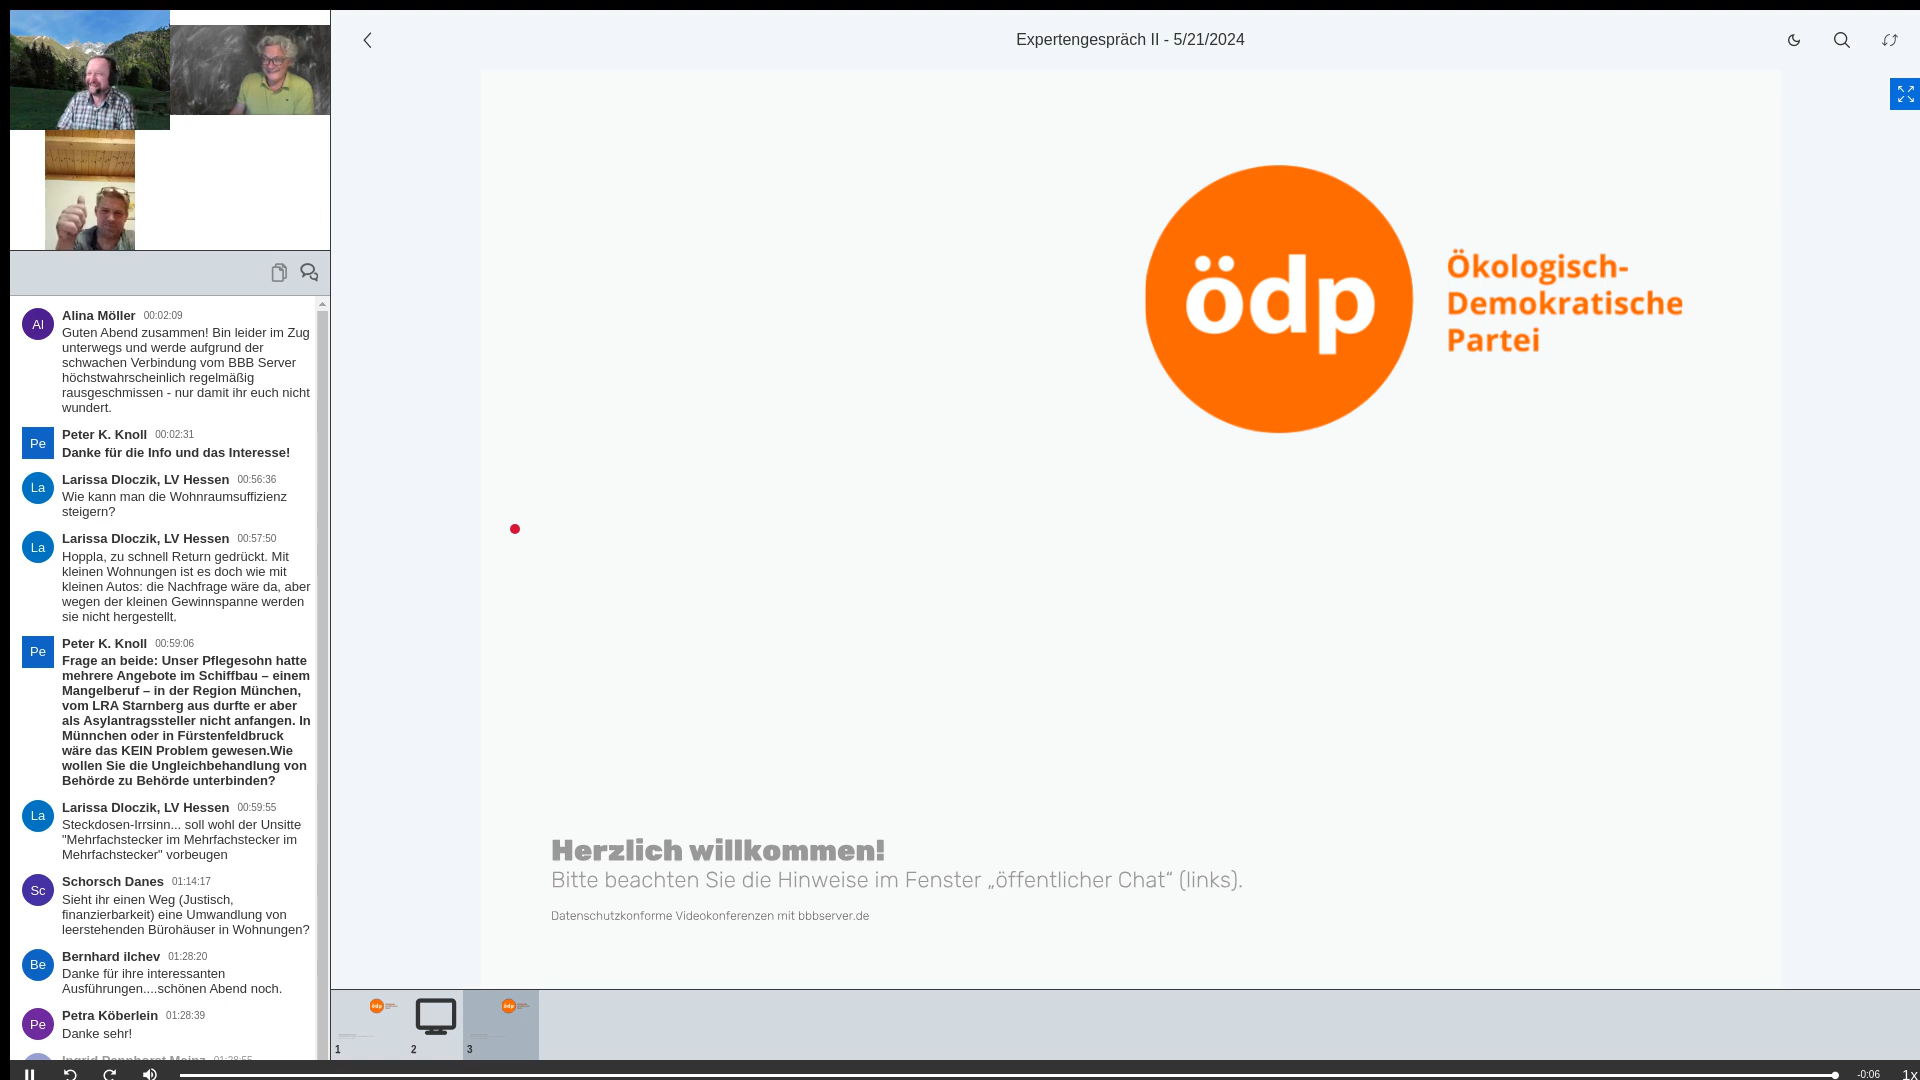 Expertengespräch II - 5/21/2024
Al
Alina Möller 00:02:09
Guten Abend zusammen! Bin leider im Zug
unterwegs und werde aufgrund der
schwachen Verbindung vom BBB Server
höchstwahrscheinlich regelmäßig
rausgeschmissen - nur damit ihr euch nicht
wundert.
Pe
Peter K. Knoll 00:02:31
Danke für die Info und das Interesse!
La
Larissa Dloczik, LV Hessen 00:56:36
Wie kann man die Wohnraumsuffizienz
steigern?
La
Larissa Dloczik, LV Hessen 00:57:50
Hoppla, zu schnell Return gedrückt. Mit
kleinen Wohnungen ist es doch wie mit
kleinen Autos: die Nachfrage wäre da, aber
wegen der kleinen Gewinnspanne werden
sie nicht hergestellt.
Pe
Peter K. Knoll 00:59:06
Frage an beide: Unser Pflegesohn hatte
mehrere Angebote im Schiffbau – einem
Mangelberuf – in der Region München,
vom LRA Starnberg aus durfte er aber
als Asylantragssteller nicht anfangen. In
Münnchen oder in Fürstenfeldbruck
wäre das KEIN Problem gewesen.Wie
wollen Sie die Ungleichbehandlung von
Behörde zu Behörde unterbinden?
La
Larissa Dloczik, LV Hessen 00:59:55
Steckdosen-Irrsinn... soll wohl der Unsitte
"Mehrfachstecker im Mehrfachstecker im
Mehrfachstecker" vorbeugen
Sc
Schorsch Danes 01:14:17
Sieht ihr einen Weg (Justisch,
finanzierbarkeit) eine Umwandlung von
leerstehenden Bürohäuser in Wohnungen?
Be
Bernhard ilchev 01:28:20
Danke für ihre interessanten
Ausführungen....schönen Abend noch.
Pe
Petra Köberlein 01:28:39
Danke sehr!
ödp
Ökologisch-
Demokratische
Partei
Herzlich willkommen!
Bitte beachten Sie die Hinweise im Fenster „öffentlicher Chat“ (links).
Datenschutzkonforme Videokonferenzen mit bbbserver.de
ödp
ödp
1
2
3
-0:06
1x